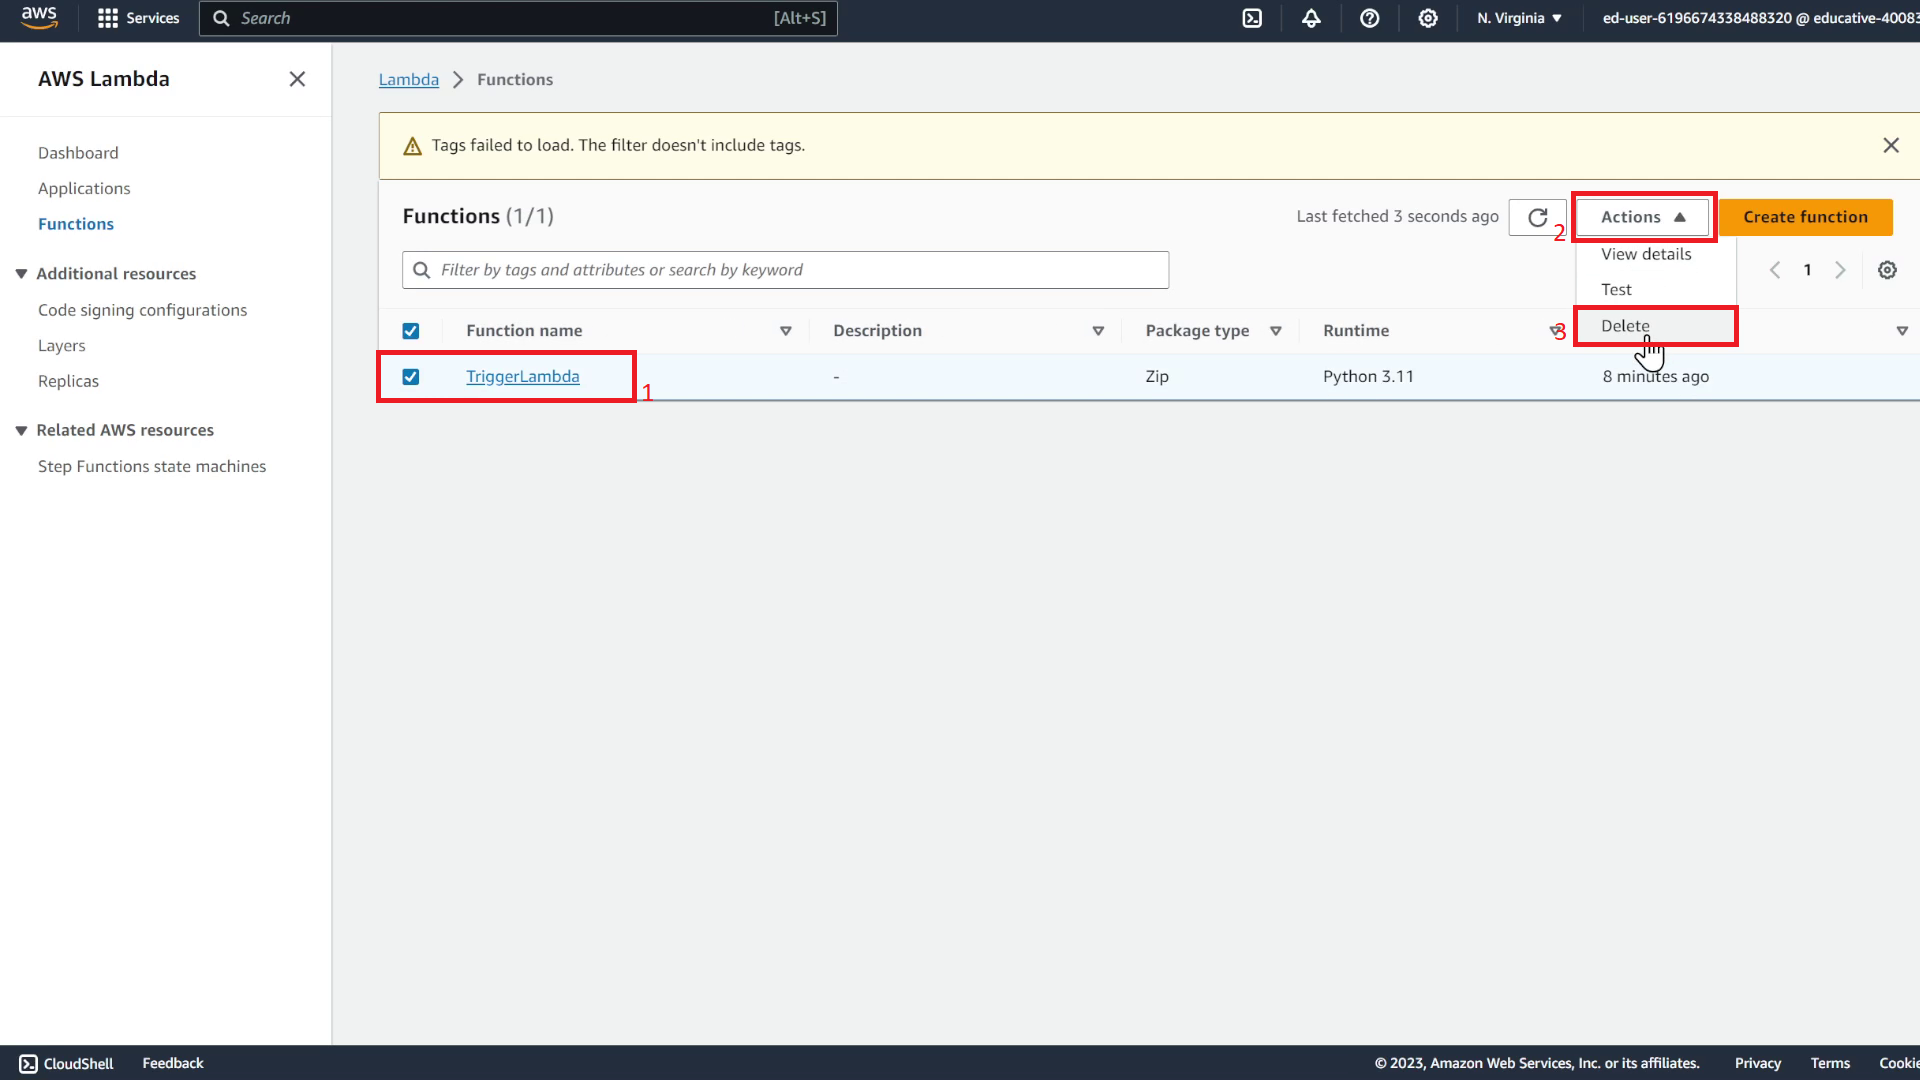 aws
Services
Search
[Alt+S]
N. Virginia ▼
ed-user-6196674338488320 @ educative-40083
AWS Lambda
Dashboard
Applications
Functions
Additional resources
Code signing configurations
Layers
Replicas
Related AWS resources
Step Functions state machines
Lambda > Functions
Tags failed to load. The filter doesn't include tags.
Functions (1/1)
Last fetched 3 seconds ago
2
Actions
Create function
Filter by tags and attributes or search by keyword
View details
Test
3
Delete
1
Function name
Description
Package type
Runtime
TriggerLambda
-
Zip
Python 3.11
8 minutes ago
1
CloudShell
Feedback
© 2023, Amazon Web Services, Inc. or its affiliates.
Privacy
Terms
Cookie